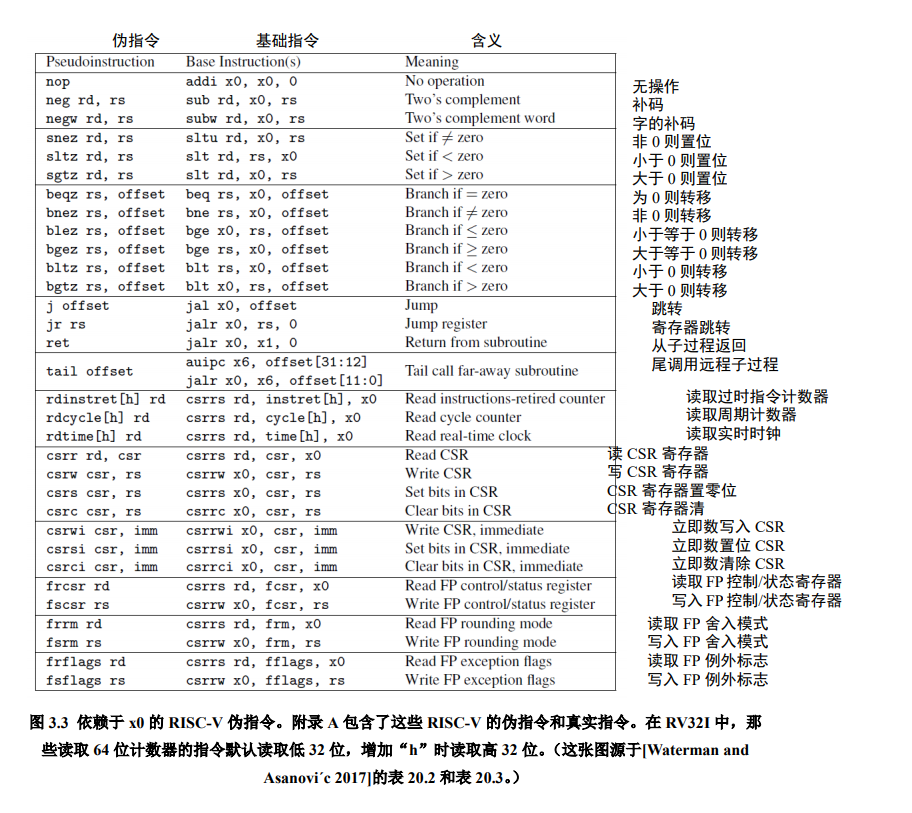 伪指令 基础指令 含义
Pseudoinstruction Base Instruction(s) Meaning
nop addi x0, x0, 0 No operation 无操作
neg rd, rs sub rd, x0, rs Two's complement 补码
negw rd, rs subw rd, x0, rs Two's complement word 字的补码
snez rd, rs sltu rd, x0, rs Set if ≠ zero 非 0 则置位
sltz rd, rs slt rd, rs, x0 Set if < zero 小于 0 则置位
sgtz rd, rs slt rd, x0, rs Set if > zero 大于 0 则置位
beqz rs, offset beq rs, x0, offset Branch if = zero 为 0 则转移
bnez rs, offset bne rs, x0, offset Branch if ≠ zero 非 0 则转移
blez rs, offset bge x0, rs, offset Branch if ≤ zero 小于等于 0 则转移
bgez rs, offset bge rs, x0, offset Branch if ≥ zero 大于等于 0 则转移
bltz rs, offset blt rs, x0, offset Branch if < zero 小于 0 则转移
bgtz rs, offset blt x0, rs, offset Branch if > zero 大于 0 则转移
j offset jal x0, offset Jump 跳转
jr rs jalr x0, rs, 0 Jump register 寄存器跳转
ret jalr x0, x1, 0 Return from subroutine 从子过程返回
auipc x6, offset[31:12]
tail offset Tail call far-away subroutine 尾调用远程子过程
jalr x0, x6, offset[11:0]
rdinstret[h] rd csrrs rd, instret[h], x0 Read instructions-retired counter 读取过时指令计数器
rdcycle[h] rd csrrs rd, cycle[h], x0 Read cycle counter 读取周期计数器
rdtime[h] rd csrrs rd, time[h], x0 Read real-time clock 读取实时时钟
csrr rd, csr csrrs rd, csr, x0 Read CSR 读 CSR 寄存器
csrw csr, rs csrrw x0, csr, rs Write CSR 写 CSR 寄存器
csrs csr, rs csrrs x0, csr, rs Set bits in CSR CSR 寄存器置零位
csrc csr, rs csrrc x0, csr, rs Clear bits in CSR CSR 寄存器清
csrwi csr, imm csrrwi x0, csr, imm Write CSR, immediate 立即数写入 CSR
csrsi csr, imm csrrsi x0, csr, imm Set bits in CSR, immediate 立即数置位 CSR
csrci csr, imm csrrci x0, csr, imm Clear bits in CSR, immediate 立即数清除 CSR
frcsr rd csrrs rd, fcsr, x0 Read FP control/status register 读取 FP 控制/状态寄存器
fscsr rs csrrw x0, fcsr, rs Write FP control/status register 写入 FP 控制/状态寄存器
frrm rd csrrs rd, frm, x0 Read FP rounding mode 读取 FP 舍入模式
fsrm rs csrrw x0, frm, rs Write FP rounding mode 写入 FP 舍入模式
frflags rd csrrs rd, fflags, x0 Read FP exception flags 读取 FP 例外标志
fsflags rs csrrw x0, fflags, rs Write FP exception flags 写入 FP 例外标志
图 3.3 依赖于 x0 的 RISC-V 伪指令。附录 A 包含了这些 RISC-V 的伪指令和真实指令。在 RV32I 中，那
些读取 64 位计数器的指令默认读取低 32 位，增加“h”时读取高 32 位。（这张图源于[Waterman and
Asanovi´c 2017]的表 20.2 和表 20.3。）